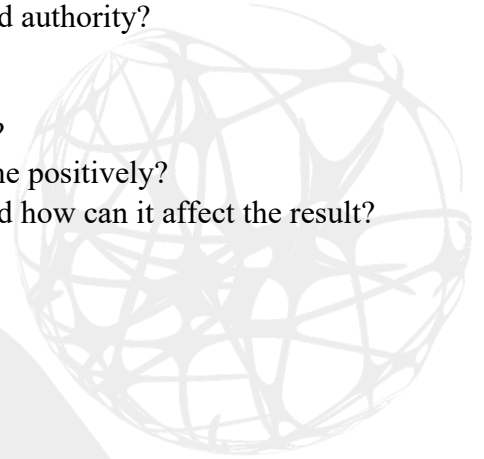 d authority?
?
ne positively?
d how can it affect the result?